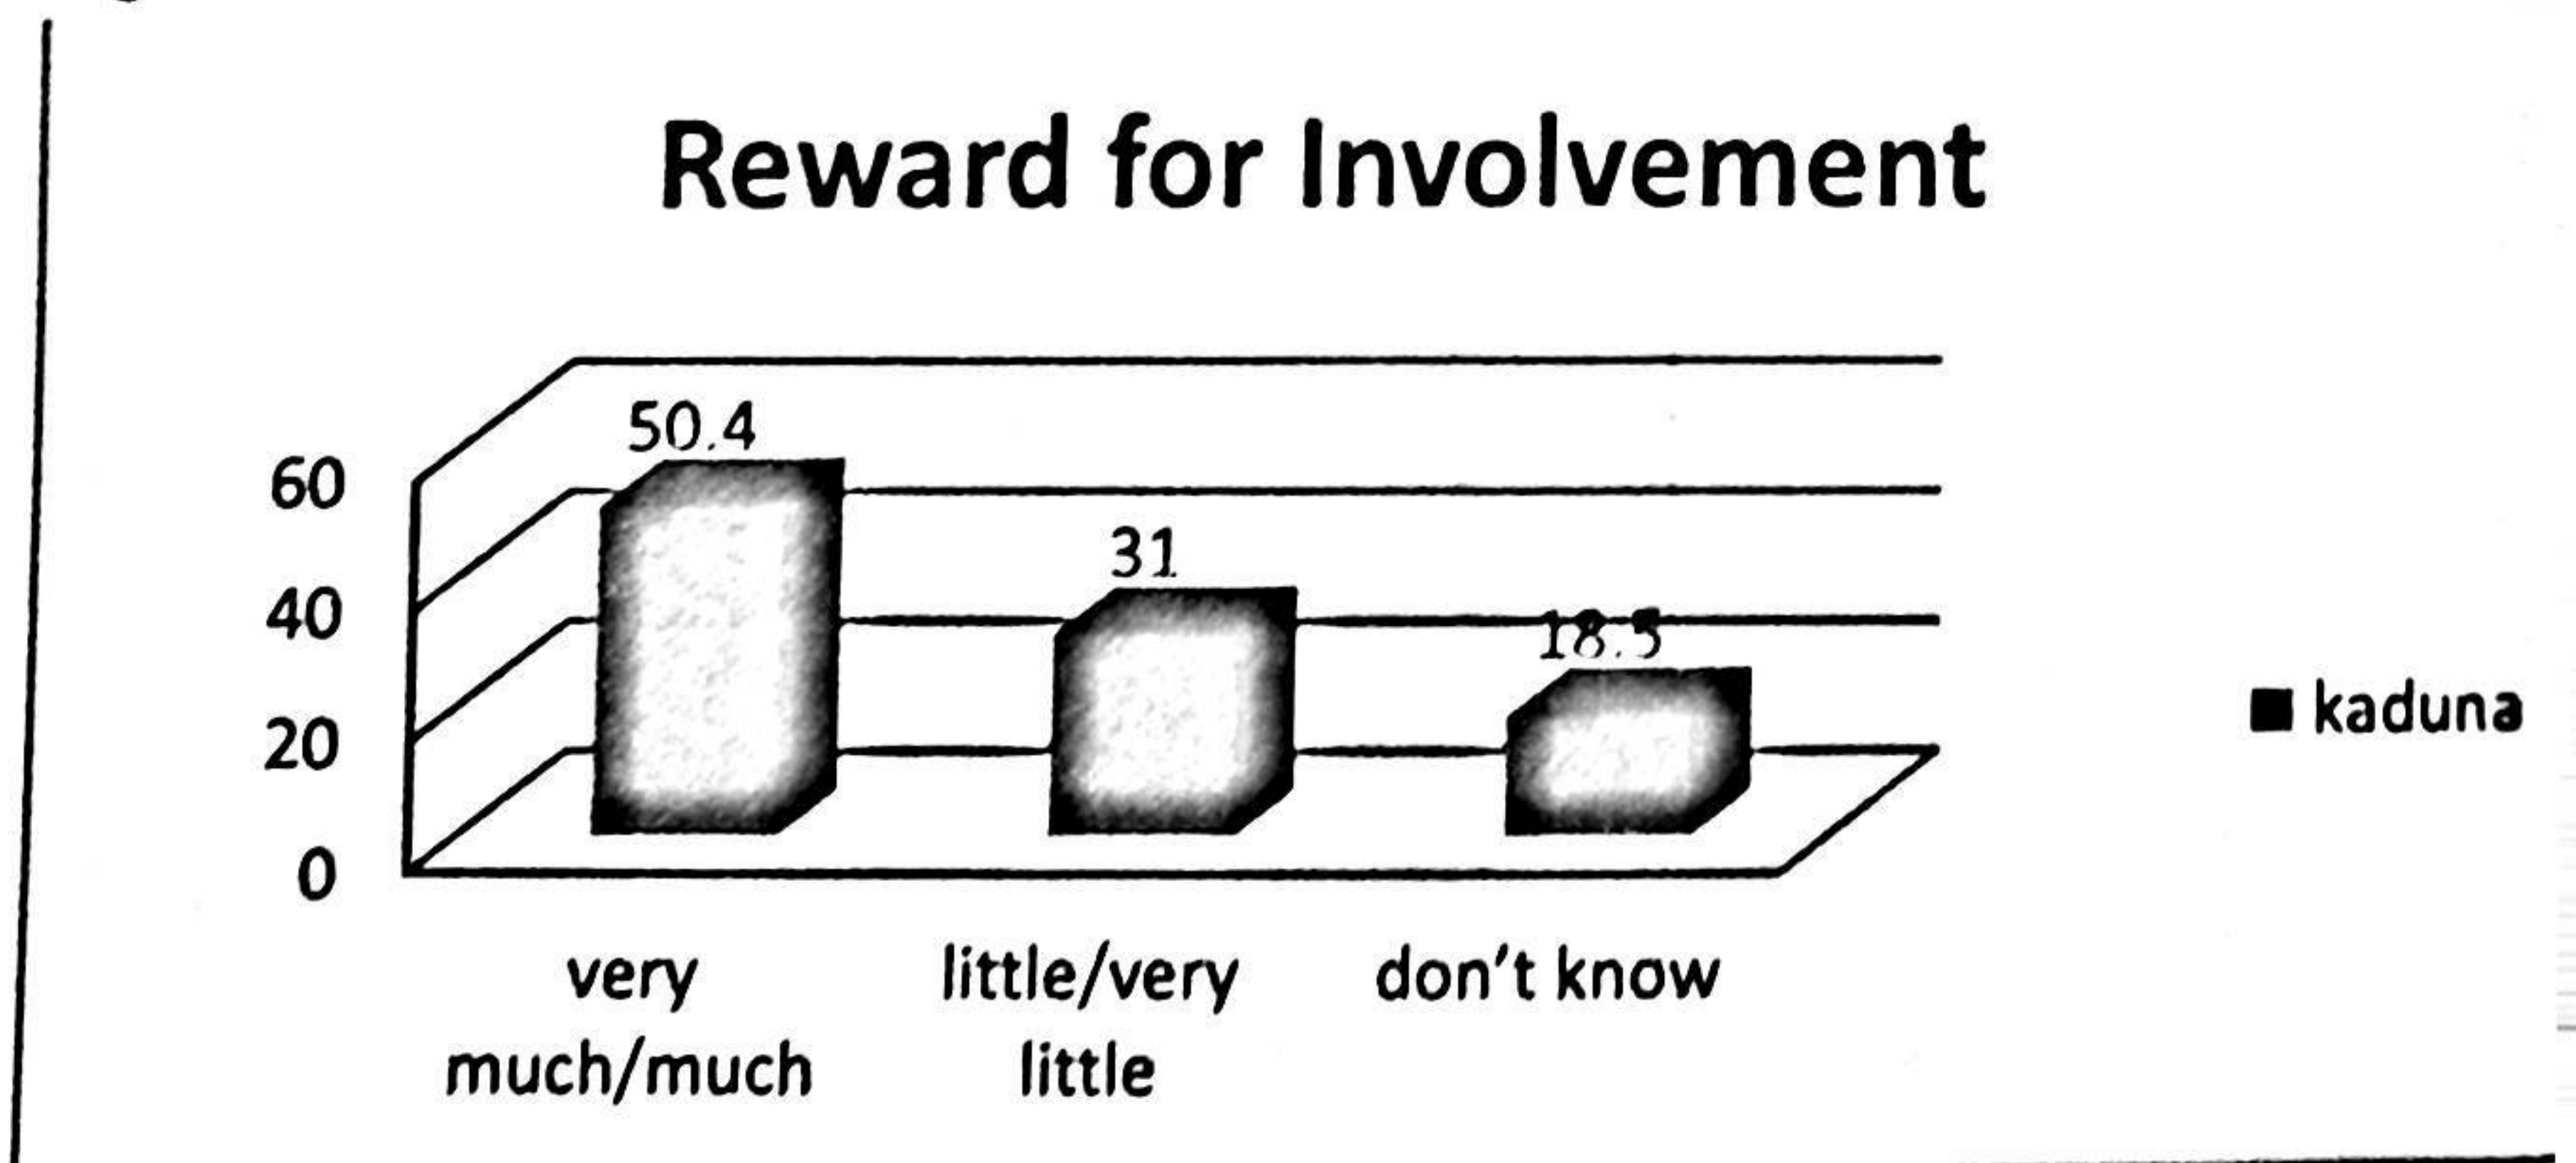 Reward for Involvement
50.4
31
18.5
60
40
20
0
kaduna
very
much/much
little/very
little
don't know